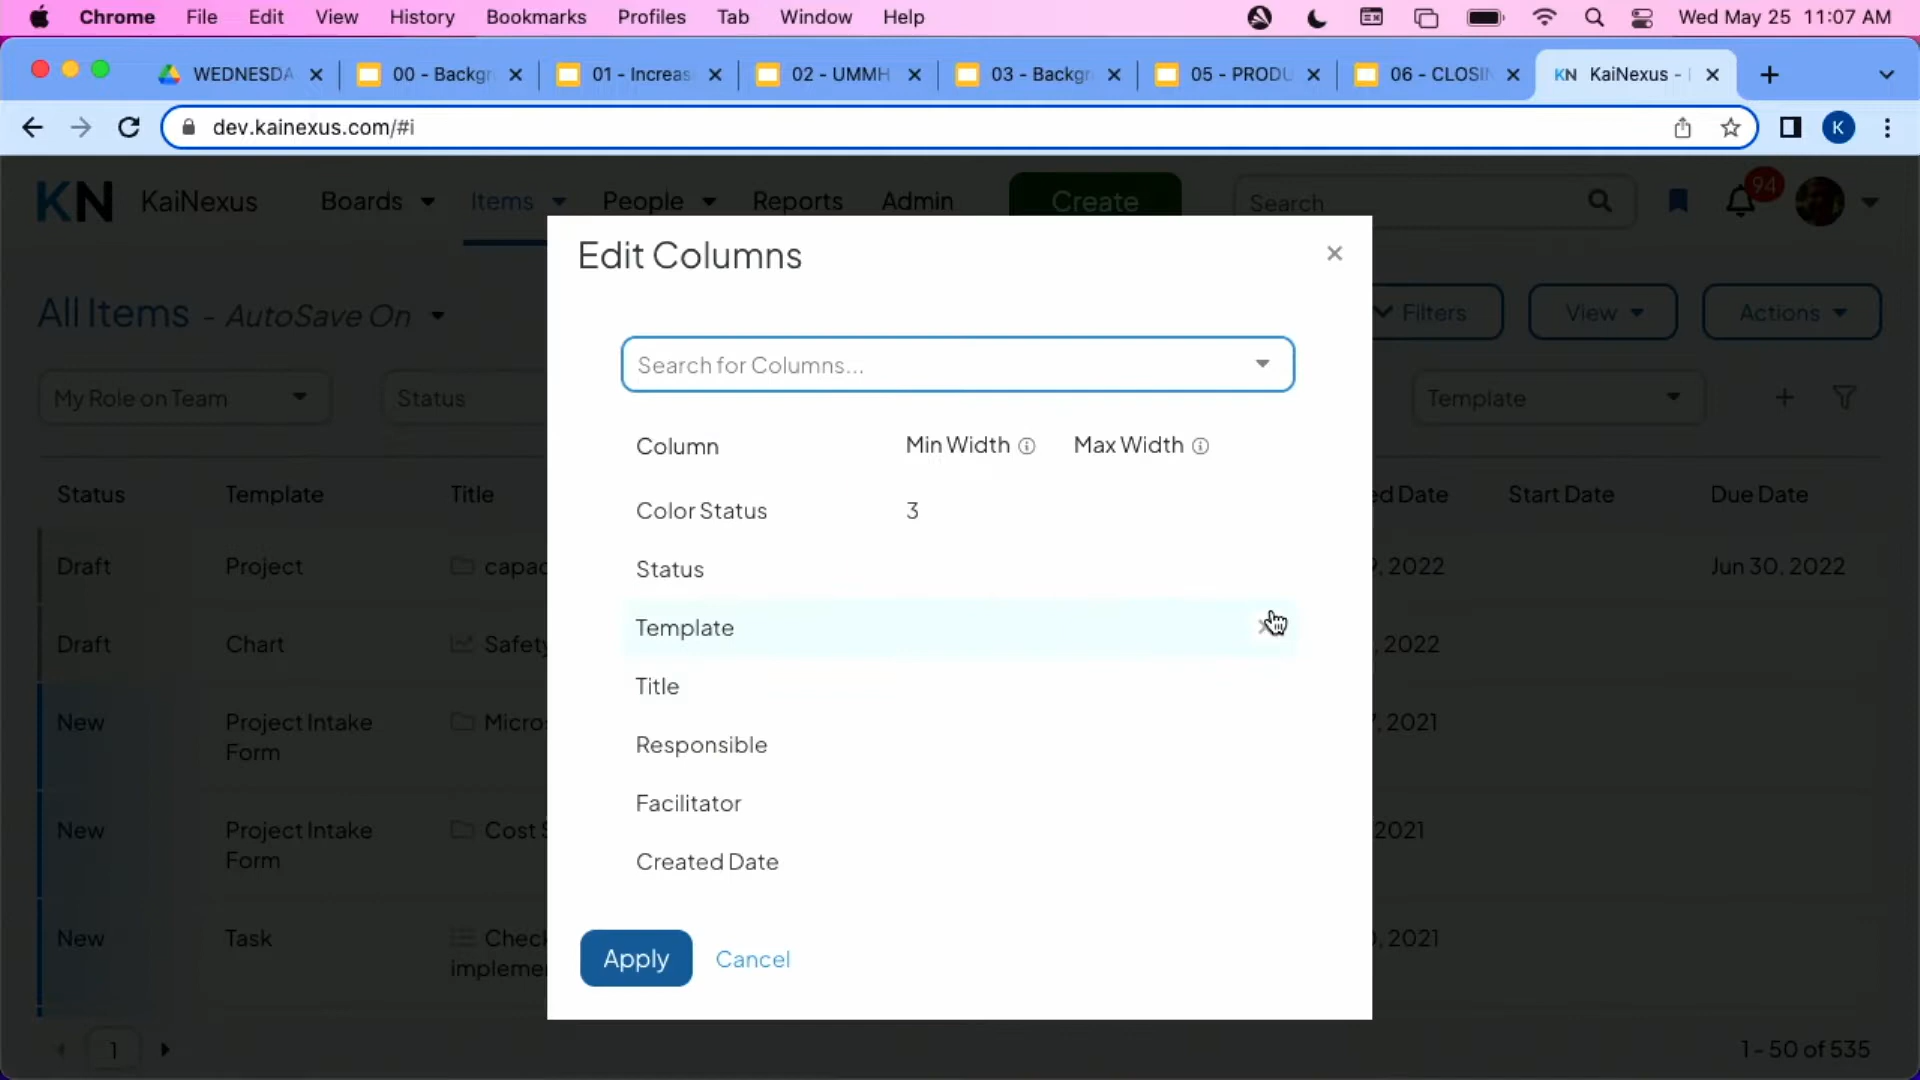 Chrome File Edit View History Bookmarks Profiles Tab Window Help Wed May 25 11:07 AM
WEDNESDA 00 - Backgr 01 - Increas 02 - UMMH 03 - Backgr 05 - PRODU 06 - CLOSIN KN KaiNexus -
dev.kainexus.com/#i K
KN KaiNexus Boards Items People Reports Admin Create Search 94
Edit Columns
All Items - AutoSave On Filters View Actions
Search for Columns...
My Role on Team Status Template
Column Min Width Max Width
Status Template Title ed Date Start Date Due Date
Color Status 3
Draft Project capac 2022 Jun 30, 2022
Status
Template
Draft Chart Safety 2022
Title
New Project Intake Form Micro 2021
Responsible
Facilitator
New Project Intake Form Cost 2021
Created Date
New Task Check impleme 2021
Apply Cancel
1 1 - 50 of 535